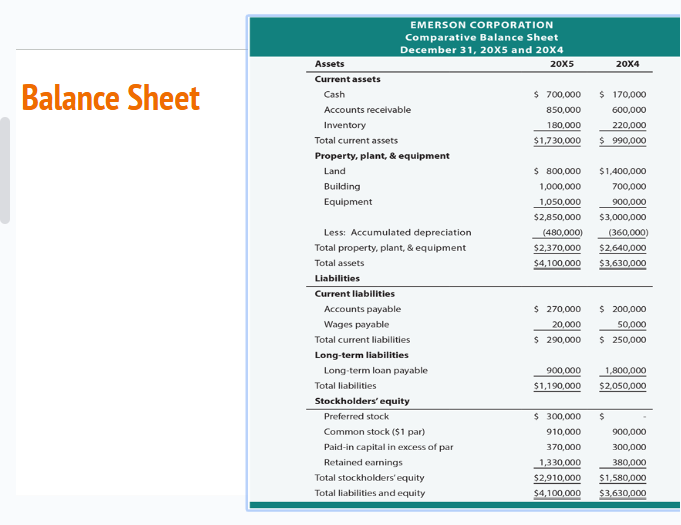 Balance Sheet
EMERSON CORPORATION
Comparative Balance Sheet
December 31, 20X5 and 20X4
Assets 20X5 20X4
Current assets
Cash $ 700,000 $ 170,000
Accounts receivable 850,000 600,000
Inventory 180,000 220,000
Total current assets $1,730,000 $ 990,000
Property, plant, & equipment
Land $ 800,000 $1,400,000
Building 1,000,000 700,000
Equipment 1,050,000 900,000
$2,850,000 $3,000,000
Less: Accumulated depreciation (480,000) (360,000)
Total property, plant, & equipment $2,370,000 $2,640,000
Total assets $4,100,000 $3,630,000
Liabilities
Current liabilities
Accounts payable $ 270,000 $ 200,000
Wages payable 20,000 50,000
Total current liabilities $ 290,000 $ 250,000
Long-term liabilities
Long-term loan payable 900,000 1,800,000
Total liabilities $1,190,000 $2,050,000
Stockholders' equity
Preferred stock $ 300,000 $ -
Common stock ($1 par) 910,000 900,000
Paid-in capital in excess of par 370,000 300,000
Retained earnings 1,330,000 380,000
Total stockholders' equity $2,910,000 $1,580,000
Total liabilities and equity $4,100,000 $3,630,000